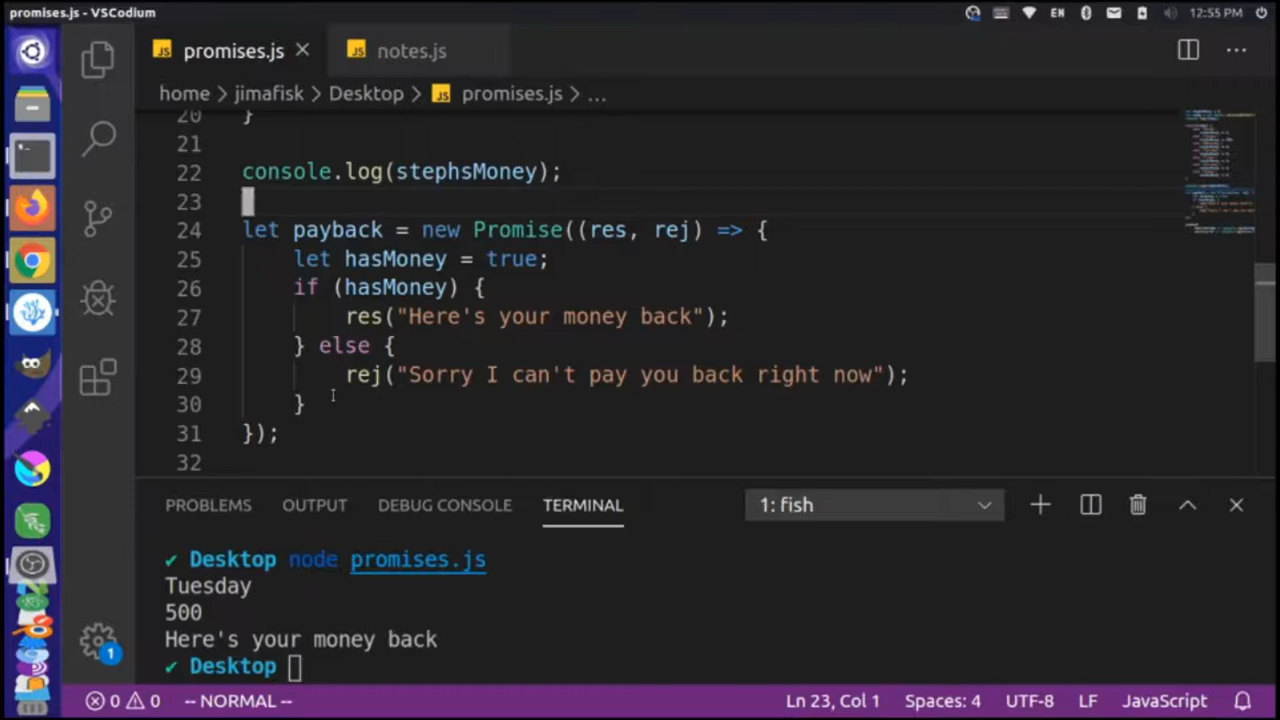 promises.js - VSCodium
EN 12:55 PM
JS promises.js JS notes.js
home > jimafisk > Desktop > JS promises.js > ...
20 }
21
22 console.log(stephsMoney);
23
24 let payback = new Promise((res, rej) => {
25 let hasMoney = true;
26 if (hasMoney) {
27 res("Here's your money back");
28 } else {
29 rej("Sorry I can't pay you back right now");
30 }
31 });
32
PROBLEMS OUTPUT DEBUG CONSOLE TERMINAL 1: fish
✔ Desktop node promises.js
Tuesday
500
Here's your money back
✔ Desktop
1
0 0 -- NORMAL -- Ln 23, Col 1 Spaces: 4 UTF-8 LF JavaScript